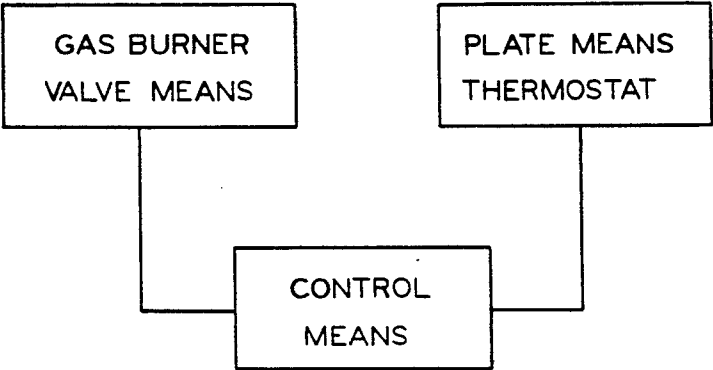 GAS BURNER
VALVE MEANS
PLATE MEANS
THERMOSTAT
CONTROL
MEANS